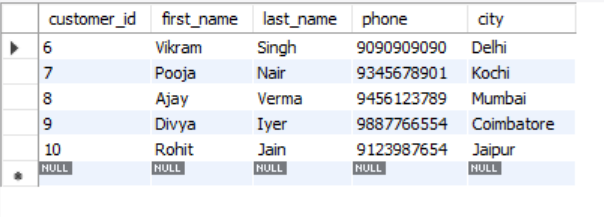 customer_id first_name last_name phone city
6 Vikram Singh 9090909090 Delhi
7 Pooja Nair 9345678901 Kochi
8 Ajay Verma 9456123789 Mumbai
9 Divya Iyer 9887766554 Coimbatore
10 Rohit Jain 9123987654 Jaipur
NULL NULL NULL NULL NULL